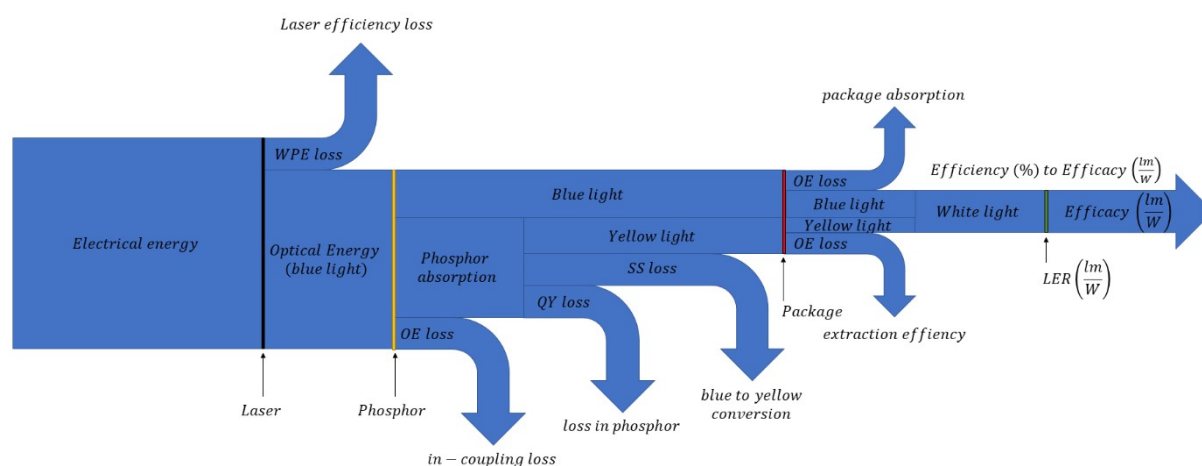 Laser efficiency loss
package absorption
WPE loss
Efficiency (%) to Efficacy (lm/W)
OE loss
Blue light
Blue light
White light
Efficacy (lm/W)
Yellow light
Electrical energy
Optical Energy
(blue light)
Phosphor
absorption
Yellow light
OE loss
SS loss
LER (lm/W)
QY loss
Package
OE loss
extraction effiency
Laser
Phosphor
blue to yellow
conversion
loss in phosphor
in − coupling loss